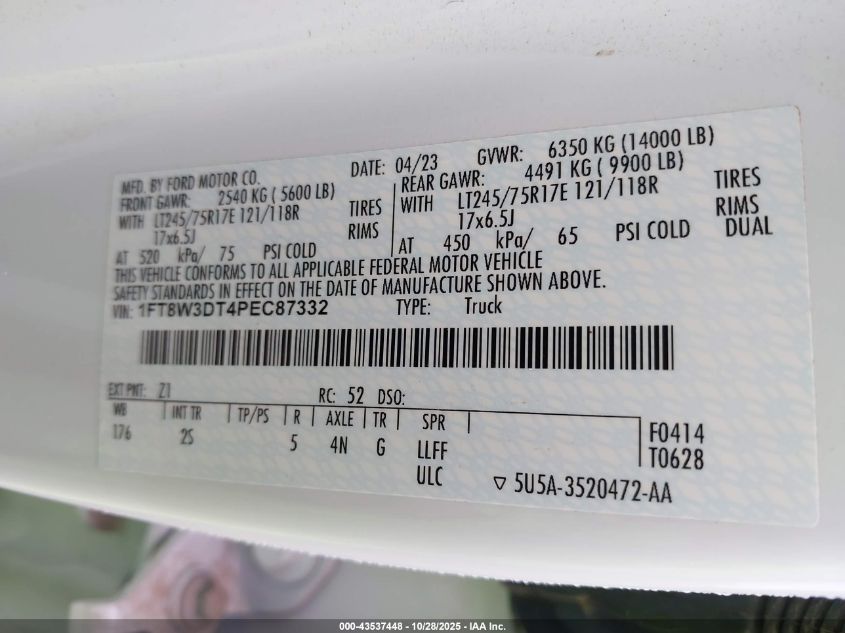 MFD. BY FORD MOTOR CO. DATE: 04/23 GVWR: 6350 KG (14000 LB)
FRONT GAWR: 2540 KG ( 5600 LB) REAR GAWR: 4491 KG ( 9900 LB)
WITH LT245/75R17E 121/118R TIRES WITH LT245/75R17E 121/118R TIRES
17x6.5J RIMS 17x6.5J RIMS
AT 520 kPa/ 75 PSI COLD AT 450 kPa/ 65 PSI COLD DUAL
THIS VEHICLE CONFORMS TO ALL APPLICABLE FEDERAL MOTOR VEHICLE
SAFETY STANDARDS IN EFFECT ON THE DATE OF MANUFACTURE SHOWN ABOVE.
VIN: 1FT8W3DT4PEC87332 TYPE: Truck
EXT PNT: Z1 RC: 52 DSO:
WB INT TR TP/PS R AXLE TR SPR
176 2S 5 4N G LLFF F0414
ULC T0628
5U5A-3520472-AA
000-43537448 - 10/28/2025 - IAA Inc.